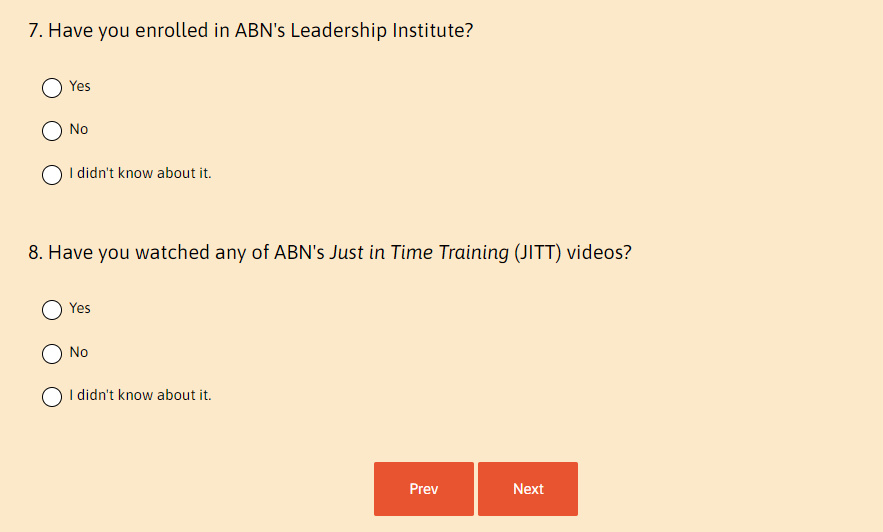 7. Have you enrolled in ABN's Leadership Institute?
Yes
No
I didn't know about it.
8. Have you watched any of ABN's Just in Time Training (JITT) videos?
Yes
No
I didn't know about it.
Prev Next